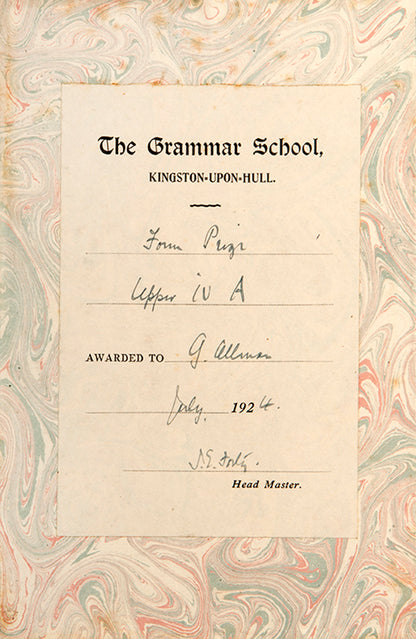 The Grammar School,
KINGSTON-UPON-HULL.
Form Prize
Upper IV A
AWARDED TO G. Allman
July, 1924.
Head Master.